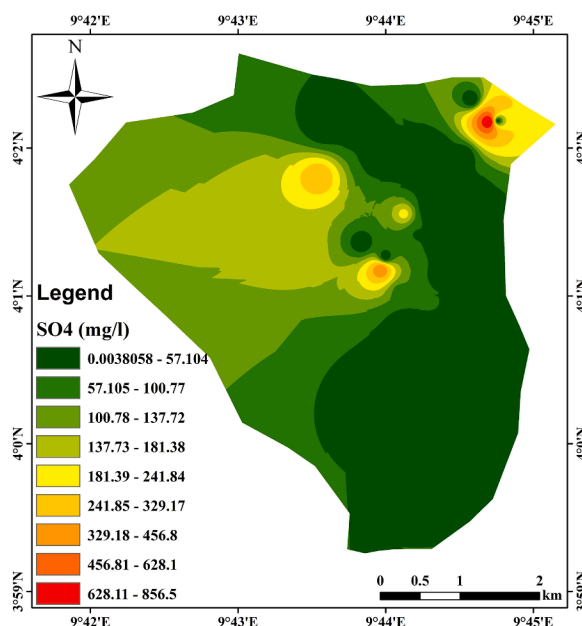 9°42'E 9°43'E 9°44'E 9°45'E
N
4°2'N 4°2'N
4°1'N 4°1'N
Legend
SO4 (mg/l)
0.0038058 - 57.104
57.105 - 100.77
100.78 - 137.72
137.73 - 181.38
181.39 - 241.84
241.85 - 329.17
329.18 - 456.8
456.81 - 628.1
628.11 - 856.5
4°0'N 4°0'N
0 0.5 1 2
km
3°59'N 3°59'N
9°42'E 9°43'E 9°44'E 9°45'E